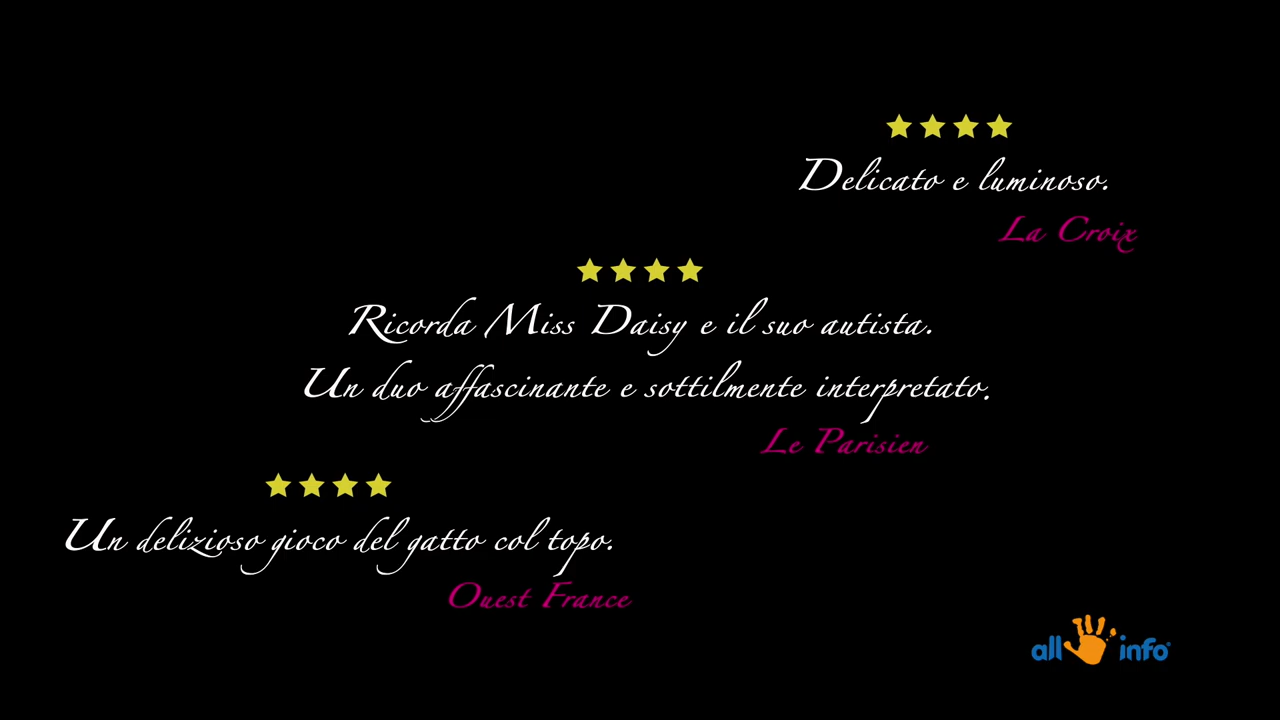 Delicato e luminoso.
La Croix
Ricorda Miss Daisy e il suo autista.
Un duo affascinante e sottilmente interpretato.
Le Parisien
Un delizioso gioco del gatto col topo.
Ouest France
all info